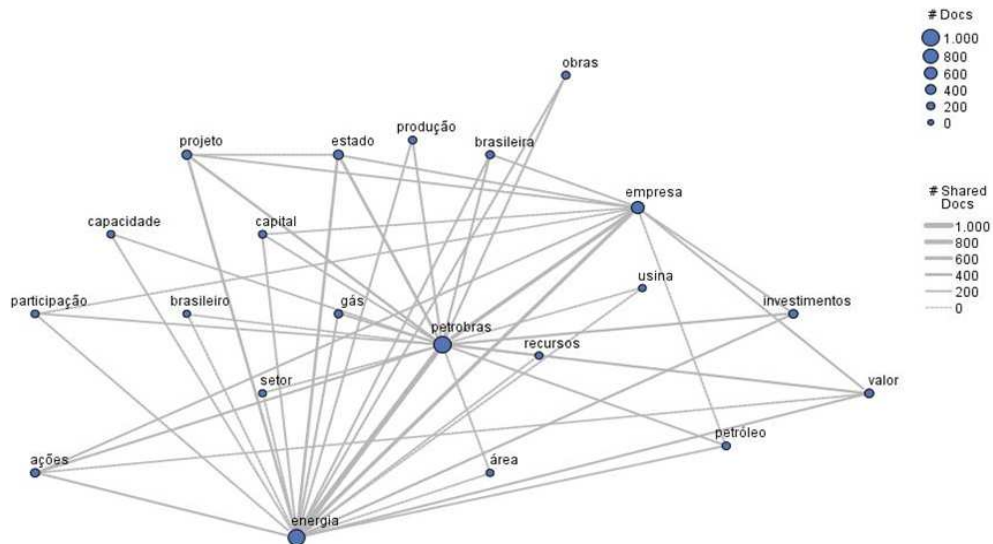 # Docs
1.000
800
600
400
200
0
obras
produção
projeto
estado
brasileira
empresa
# Shared
Docs
1.000
800
600
400
200
0
capacidade
capital
usina
participação
brasileiro
gás
investimentos
petrobras
recursos
setor
valor
petróleo
ações
área
energia